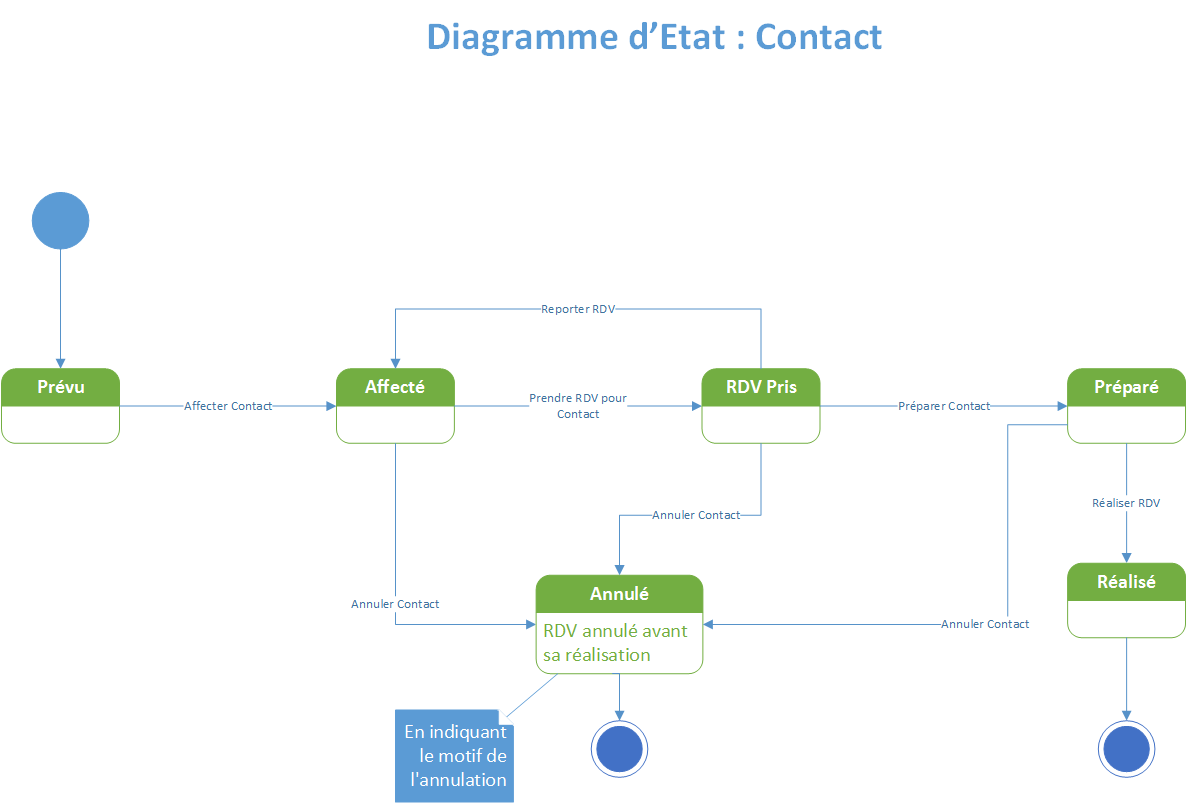 Diagramme d’Etat : Contact
Reporter RDV
Prévu
Affecté
RDV Pris
Préparé
Affecter Contact
Prendre RDV pour
Contact
Préparer Contact
Réaliser RDV
Annuler Contact
Réalisé
Annulé
Annuler Contact
RDV annulé avant
sa réalisation
Annuler Contact
En indiquant
le motif de
l'annulation